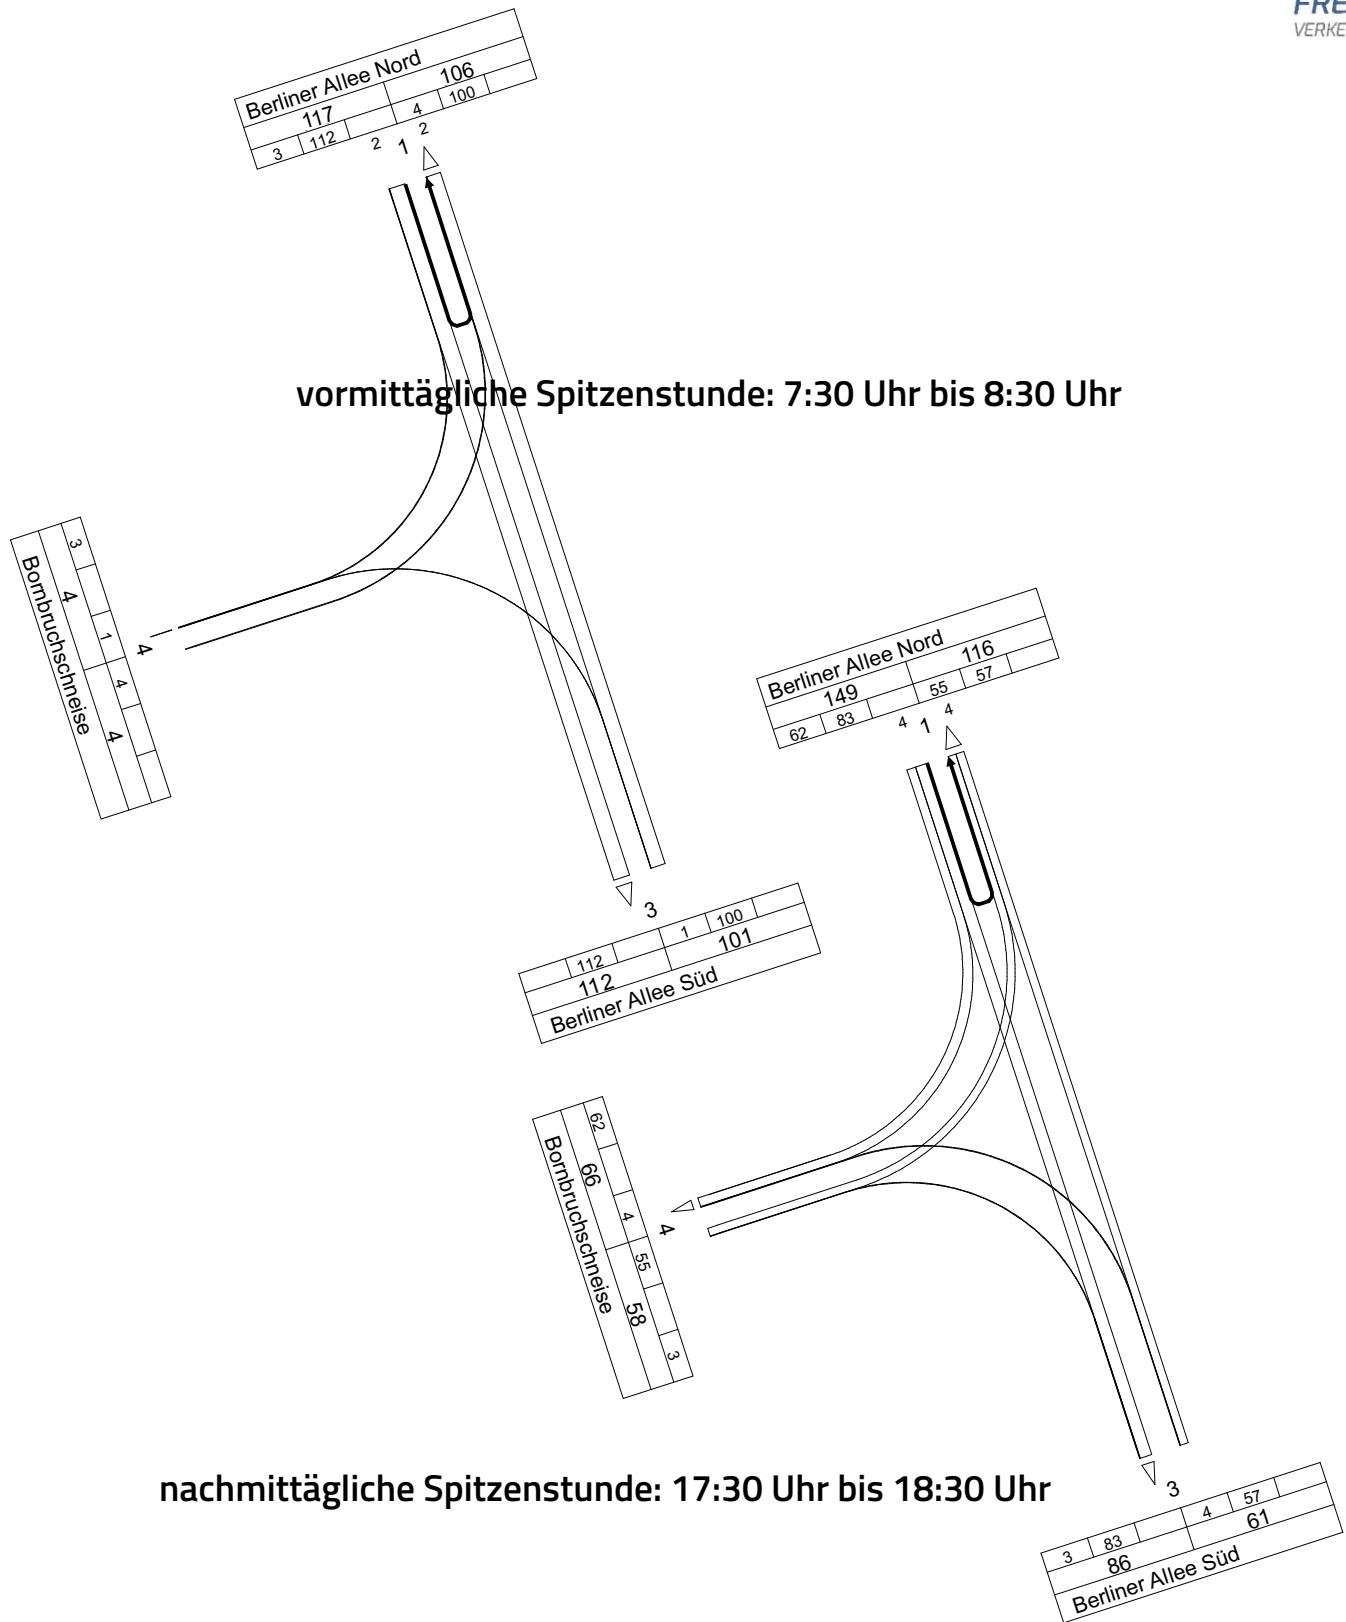 FRE
VERKE
Berliner Allee Nord
117 106
3 112 4 100
2 1 2
vormittägliche Spitzenstunde: 7:30 Uhr bis 8:30 Uhr
3 1 4
4 4
Bornbruchschneise
4
3
1 100
112
112 101
Berliner Allee Süd
Berliner Allee Nord
149 116
62 83 55 57
4 1 4
62 4 55 3
66 58
Bornbruchschneise
4
nachmittägliche Spitzenstunde: 17:30 Uhr bis 18:30 Uhr
3
3 83 4 57
86 61
Berliner Allee Süd